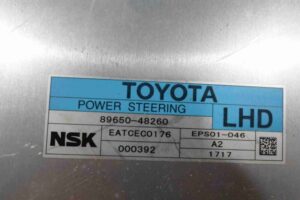 TOYOTA
POWER STEERING
LHD
89650-48260
NSK
EATCEC0176
EPS01-046
000392
A2
1717